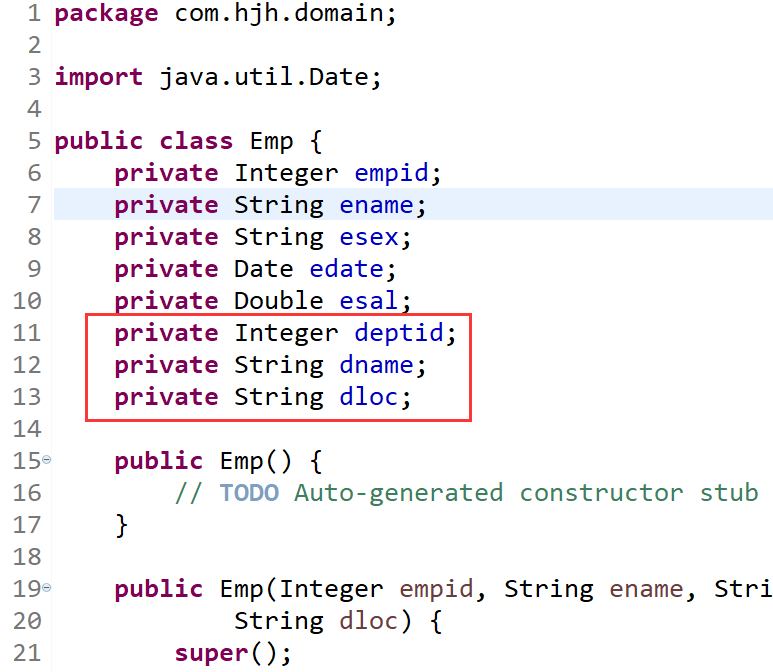 1 package com.hjh.domain;
2
3 import java.util.Date;
4
5 public class Emp {
6 private Integer empid;
7 private String ename;
8 private String esex;
9 private Date edate;
10 private Double esal;
11 private Integer deptid;
12 private String dname;
13 private String dloc;
14
15 public Emp() {
16 // TODO Auto-generated constructor stub
17 }
18
19 public Emp(Integer empid, String ename, Stri
20 String dloc) {
21 super();